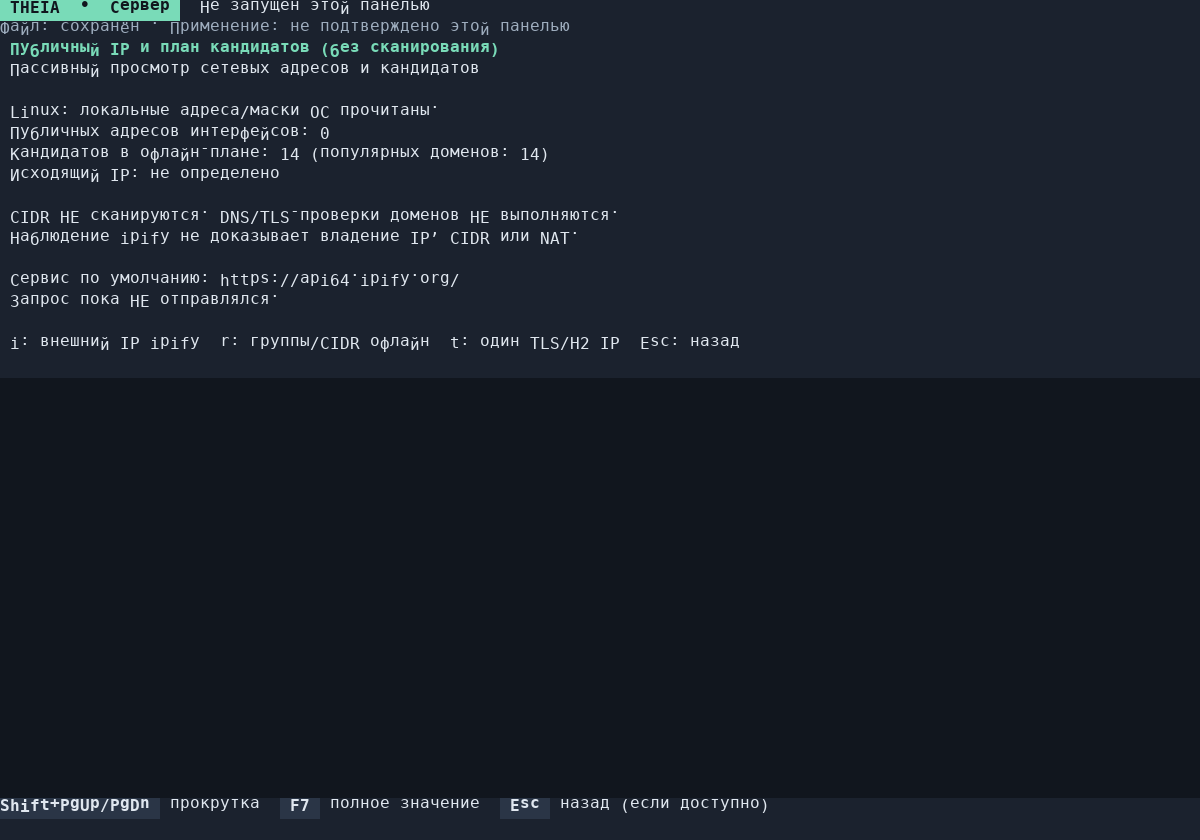 THEIA • Сервер Не запущен этой панелью
Файл: сохранён · Применение: не подтверждено этой панелью
Публичный IP и план кандидатов (без сканирования)
Пассивный просмотр сетевых адресов и кандидатов
Linux: локальные адреса/маски ОС прочитаны.
Публичных адресов интерфейсов: 0
Кандидатов в офлайн-плане: 14 (популярных доменов: 14)
Исходящий IP: не определено
CIDR НЕ сканируются. DNS/TLS-проверки доменов НЕ выполняются.
Наблюдение ipify не доказывает владение IP, CIDR или NAT.
Сервис по умолчанию: https://api64.ipify.org/
Запрос пока НЕ отправлялся.
i: внешний IP ipify r: группы/CIDR офлайн t: один TLS/H2 IP Esc: назад
Shift+PgUp/PgDn прокрутка F7 полное значение Esc назад (если доступно)